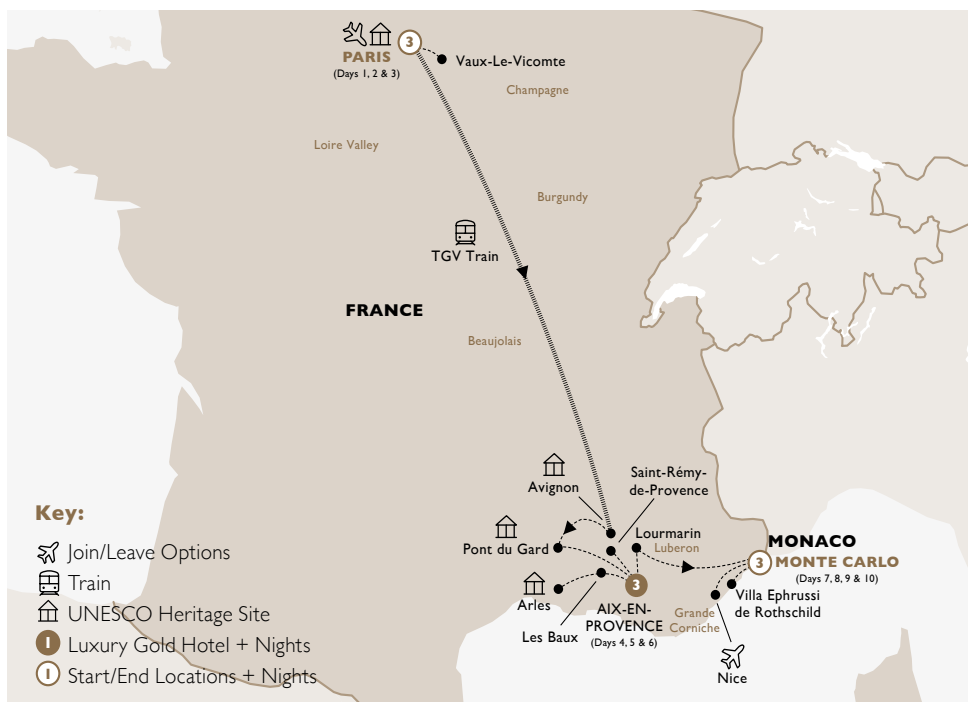 3
PARIS
(Days 1, 2 & 3)
Vaux-Le-Vicomte
Champagne
Loire Valley
Burgundy
TGV Train
FRANCE
Beaujolais
Avignon
Saint-Rémy-
de-Provence
Pont du Gard
Lourmarin
Luberon
MONACO
3
MONTE CARLO
(Days 7, 8, 9 & 10)
Arles
Les Baux
3
AIX-EN-
PROVENCE
(Days 4, 5 & 6)
Grande
Corniche
Villa Ephrussi
de Rothschild
Nice
Key:
Join/Leave Options
Train
UNESCO Heritage Site
1 Luxury Gold Hotel + Nights
1 Start/End Locations + Nights